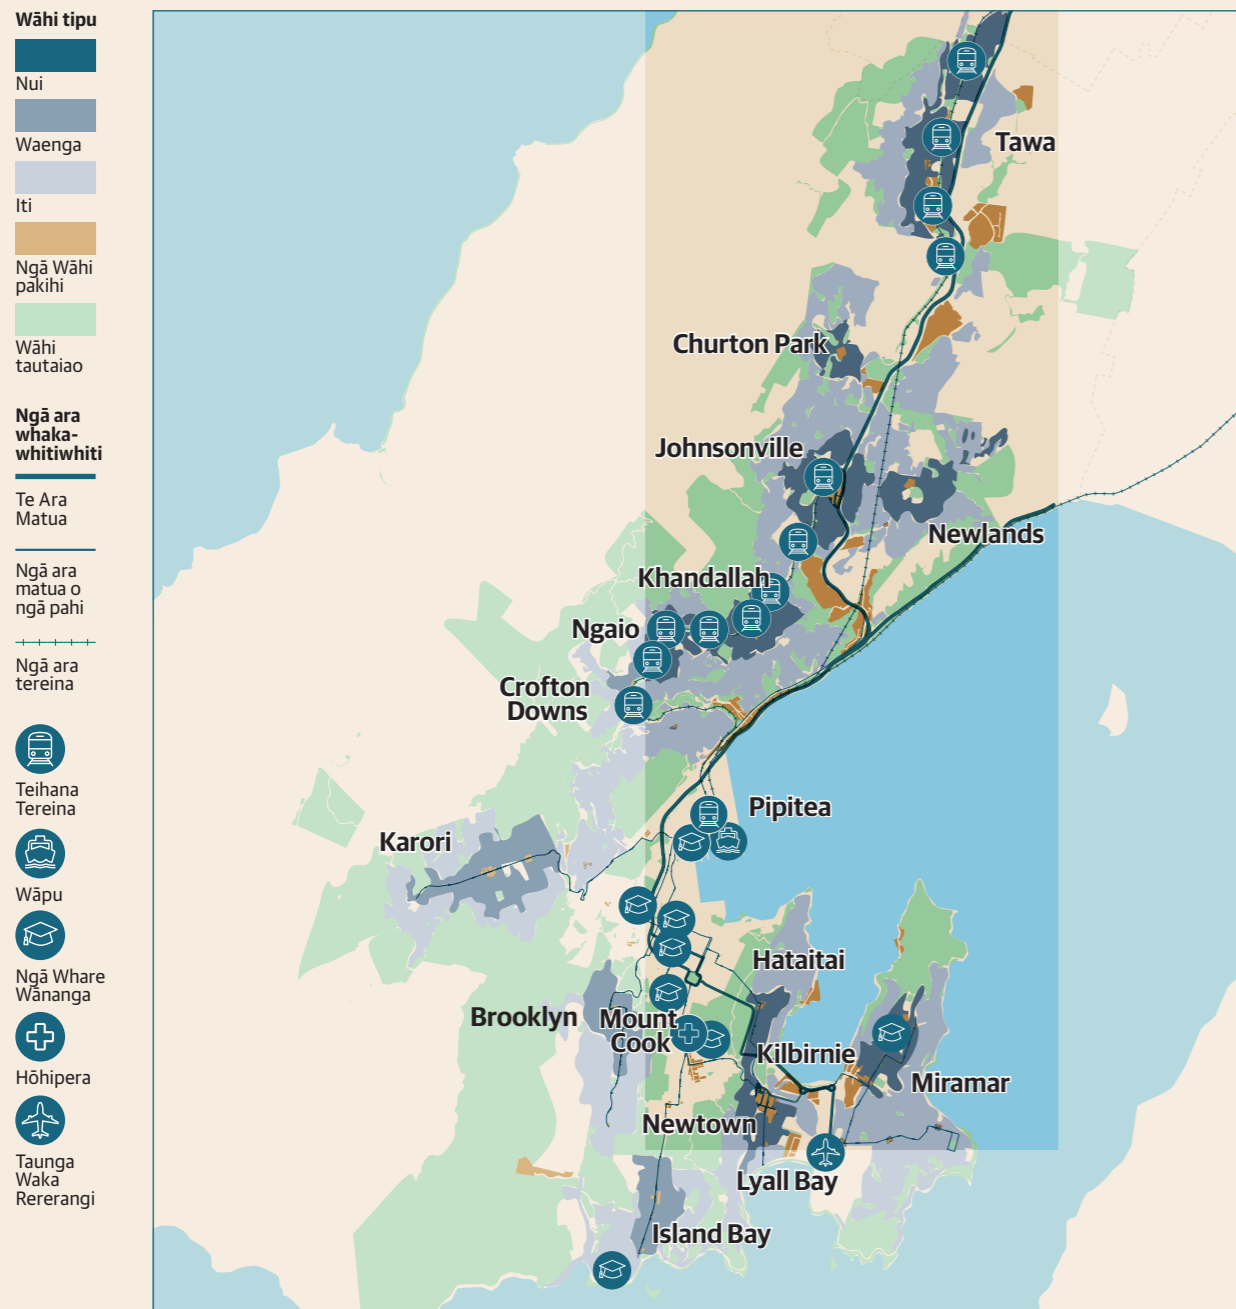 Wāhi tipu
Nui
Waenga
Iti
Ngā Wāhi
pakihi
Wāhi
tautaiao
Ngā ara
whaka-
whitiwhiti
Te Ara
Matua
Ngā ara
matua o
ngā pahi
Ngā ara
tereina
Teihana
Tereina
Wāpu
Ngā Whare
Wānanga
Hōhipera
Taunga
Waka
Rererangi
Tawa
Churton Park
Johnsonville
Newlands
Khandallah
Ngaio
Crofton
Downs
Pipitea
Karori
Hataitai
Brooklyn
Mount
Cook
Kilbirnie
Miramar
Newtown
Lyall Bay
Island Bay